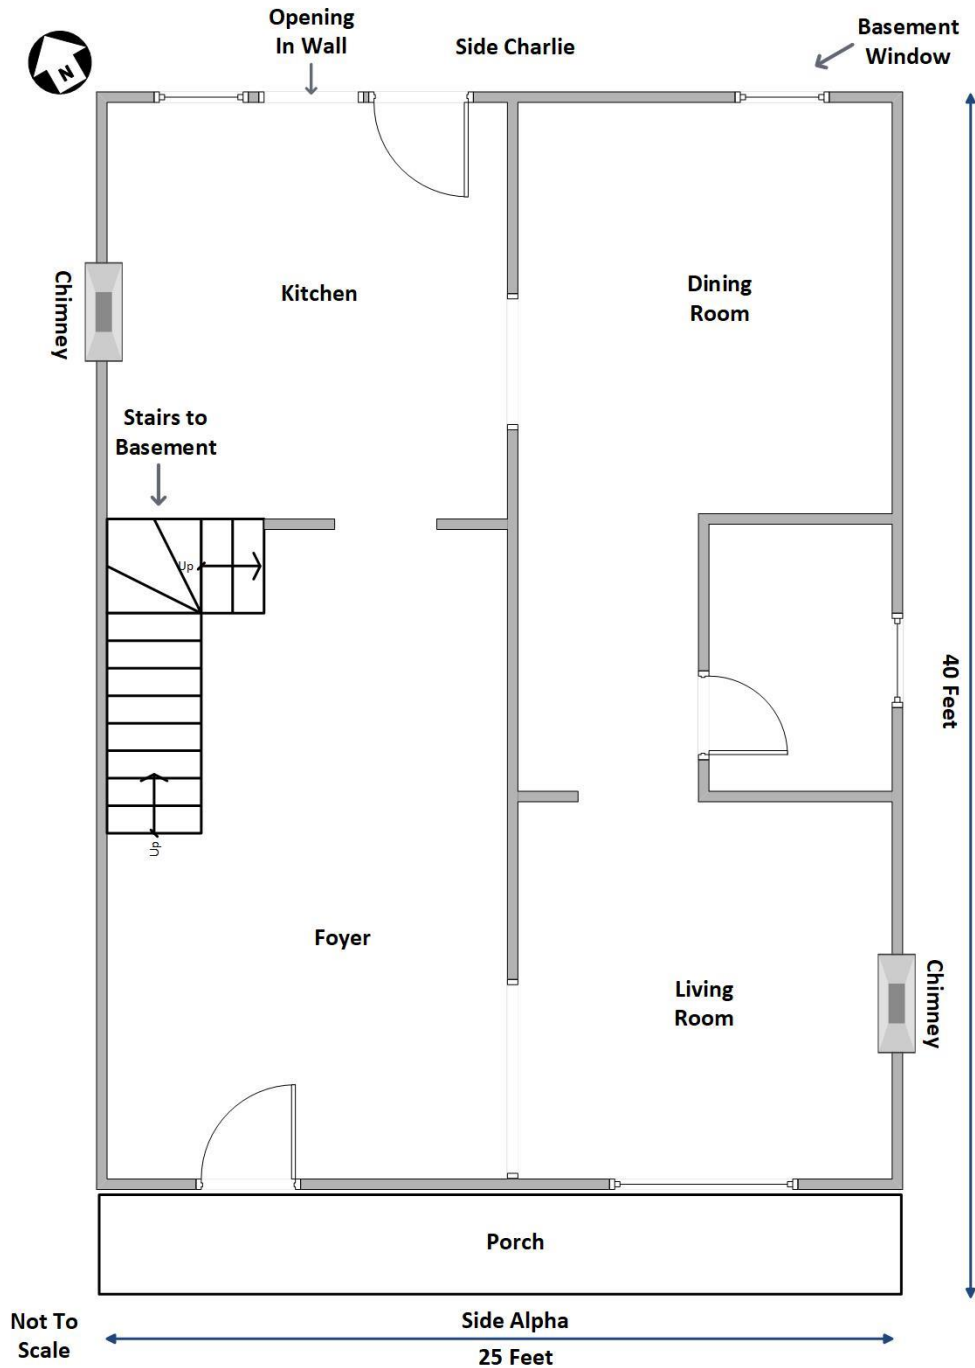 Opening
In Wall
Side Charlie
Basement
Window
N
Chimney
Kitchen
Dining
Room
Stairs to
Basement
Up
40 Feet
Up
Foyer
Living
Room
Chimney
Porch
Not To
Scale
Side Alpha
25 Feet